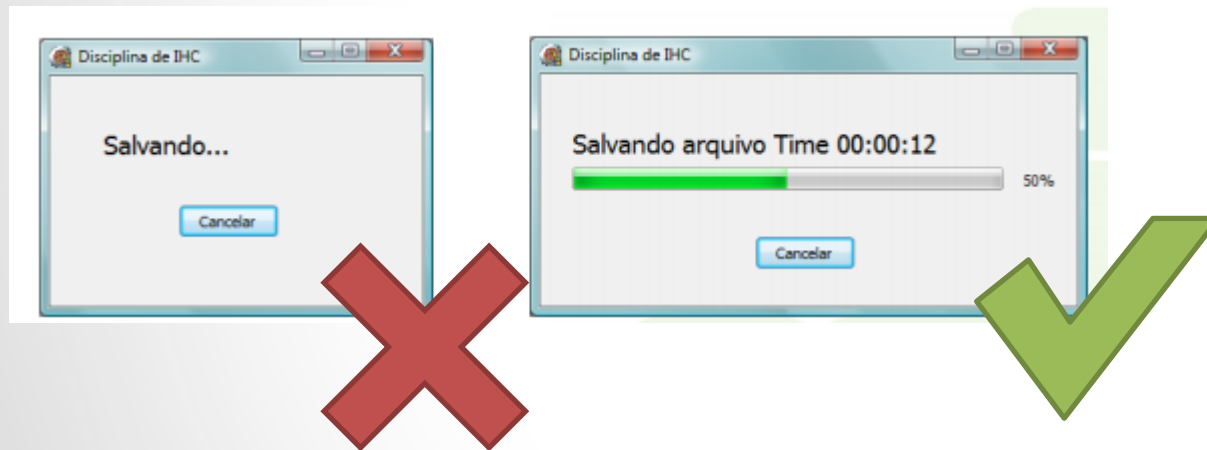 Disciplina de IHC
Salvando...
Cancelar
Disciplina de IHC
Salvando arquivo Time 00:00:12
50%
Cancelar